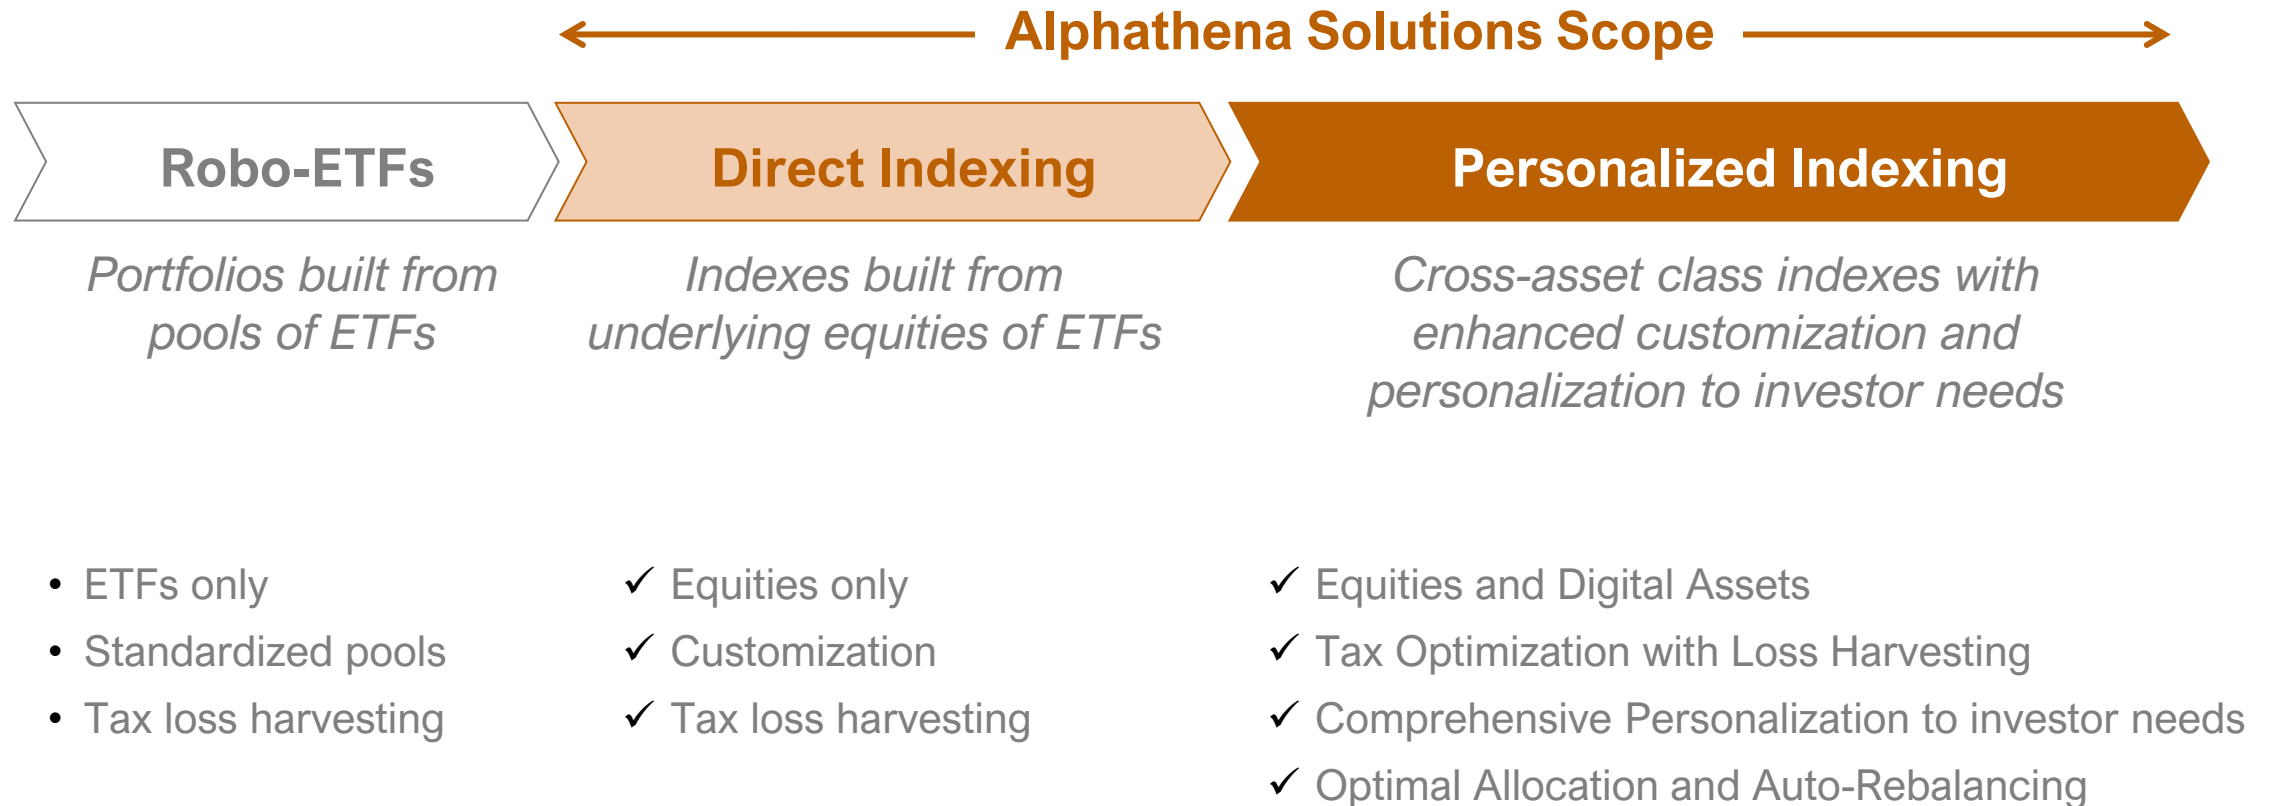 Alphathena Solutions Scope
Robo-ETFs
Direct Indexing
Personalized Indexing
Portfolios built from
pools of ETFs
Indexes built from
underlying equities of ETFs
Cross-asset class indexes with
enhanced customization and
personalization to investor needs
• ETFs only
• Standardized pools
• Tax loss harvesting
✓ Equities only
✓ Customization
✓ Tax loss harvesting
✓ Equities and Digital Assets
✓ Tax Optimization with Loss Harvesting
✓ Comprehensive Personalization to investor needs
✓ Optimal Allocation and Auto-Rebalancing